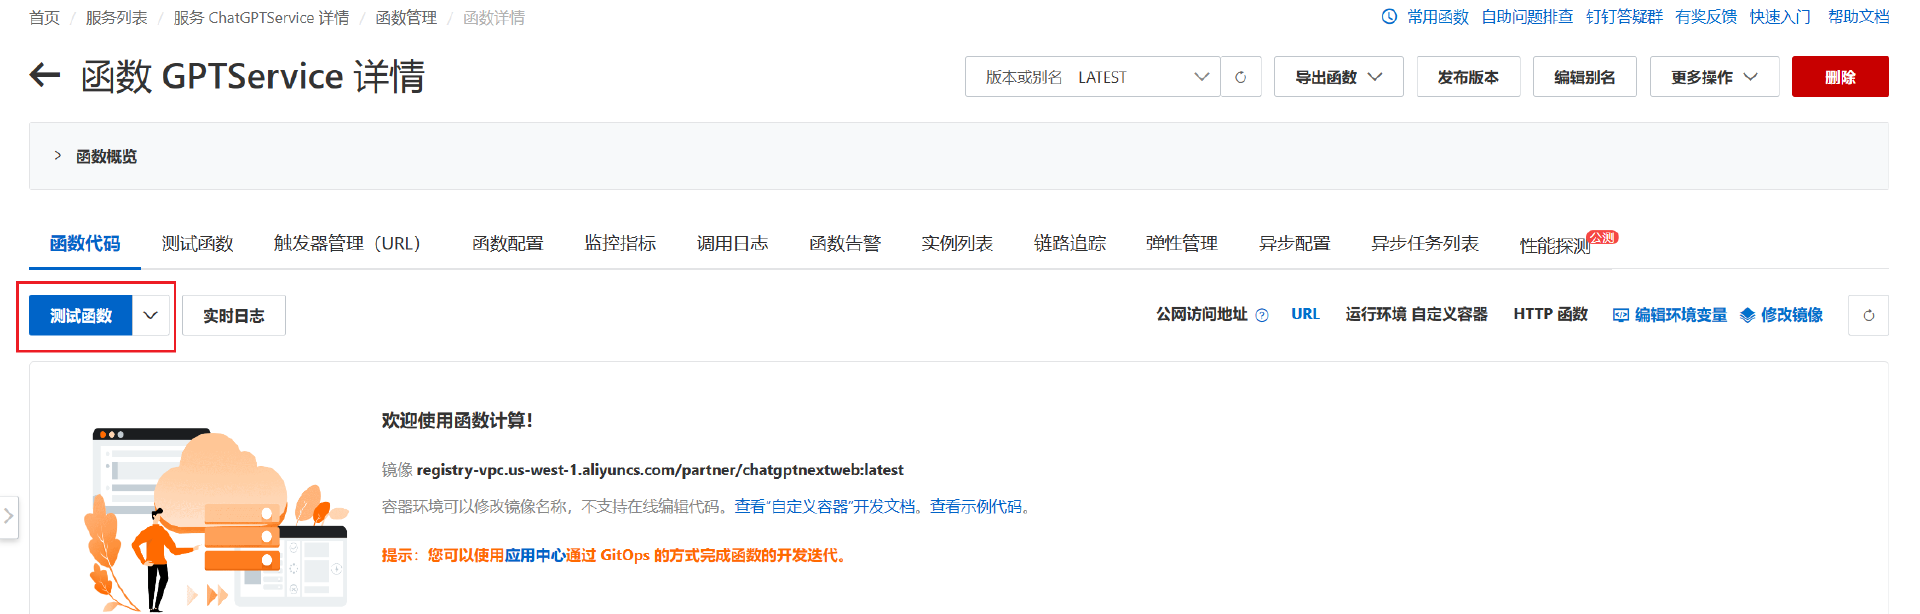 首页 / 服务列表 / 服务 ChatGPTService 详情 / 函数管理 / 函数详情
常用函数 自助问题排查 钉钉答疑群 有奖反馈 快速入门 帮助文档
函数 GPTService 详情
版本或别名 LATEST
导出函数
发布版本
编辑别名
更多操作
删除
函数概览
函数代码 测试函数 触发器管理（URL） 函数配置 监控指标 调用日志 函数告警 实例列表 链路追踪 弹性管理 异步配置 异步任务列表 性能探测 公测
测试函数
实时日志
公网访问地址 URL 运行环境 自定义容器 HTTP 函数 编辑环境变量 修改镜像
欢迎使用函数计算！
镜像 registry-vpc.us-west-1.aliyuncs.com/partner/chatgptnextweb:latest
容器环境可以修改镜像名称，不支持在线编辑代码。查看“自定义容器”开发文档。查看示例代码。
提示：您可以使用应用中心通过 GitOps 的方式完成函数的开发迭代。